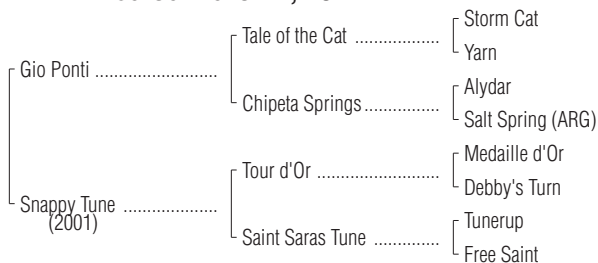 Gio Ponti ..........................
Tale of the Cat ..................
Storm Cat
Yarn
Chipeta Springs................
Alydar
Salt Spring (ARG)
Snappy Tune ....................
(2001)
Tour d'Or ..........................
Medaille d'Or
Debby's Turn
Saint Saras Tune ..............
Tunerup
Free Saint